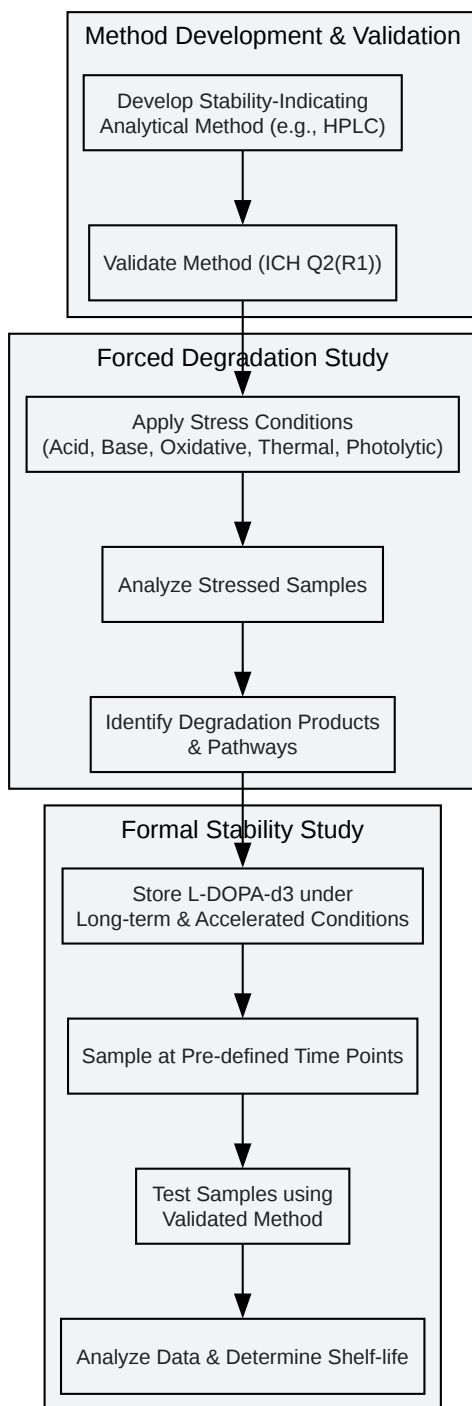 Method Development & Validation
Develop Stability-Indicating
Analytical Method (e.g., HPLC)
Validate Method (ICH Q2(R1))
Forced Degradation Study
Apply Stress Conditions
(Acid, Base, Oxidative, Thermal, Photolytic)
Analyze Stressed Samples
Identify Degradation Products
& Pathways
Formal Stability Study
Store L-DOPA-d3 under
Long-term & Accelerated Conditions
Sample at Pre-defined Time Points
Test Samples using
Validated Method
Analyze Data & Determine Shelf-life